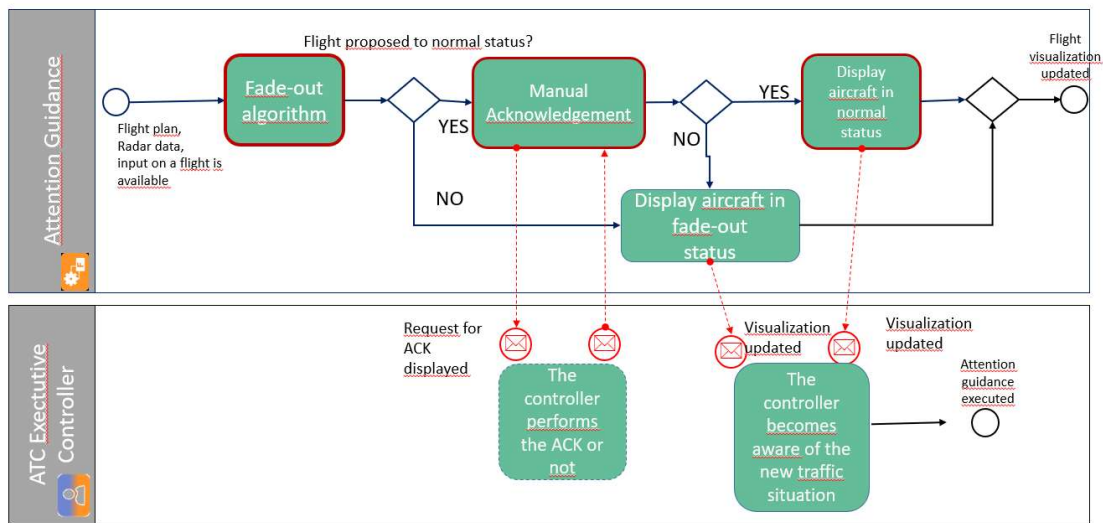 Attention Guidance
Flight proposed to normal status?
Flight plan,
Radar data,
input on a flight is
available
Fade-out
algorithm
YES
NO
Manual
Acknowledgement
YES
NO
Display
aircraft in
normal
status
Display aircraft in
fade-out
status
Flight
visualization
updated
ATC Exectutive
Controller
Request for
ACK
displayed
The
controller
performs
the ACK or
not
Visualization
updated
Visualization
updated
The
controller
becomes
aware of the
new traffic
situation
Attention
guidance
executed